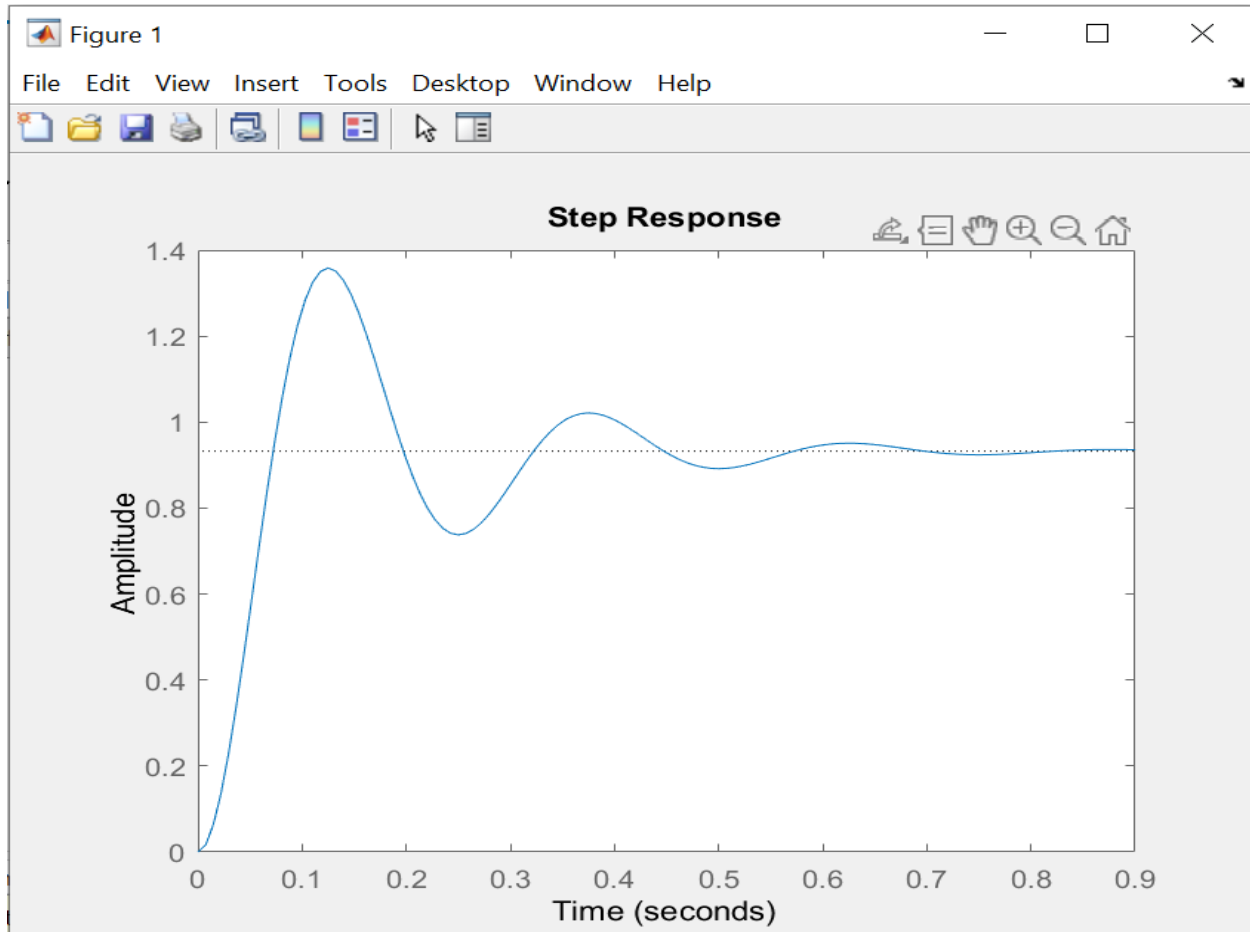 Figure 1
File Edit View Insert Tools Desktop Window Help
Step Response
1.4
1.2
1
0.8
0.6
0.4
0.2
0
Amplitude
0 0.1 0.2 0.3 0.4 0.5 0.6 0.7 0.8 0.9
Time (seconds)